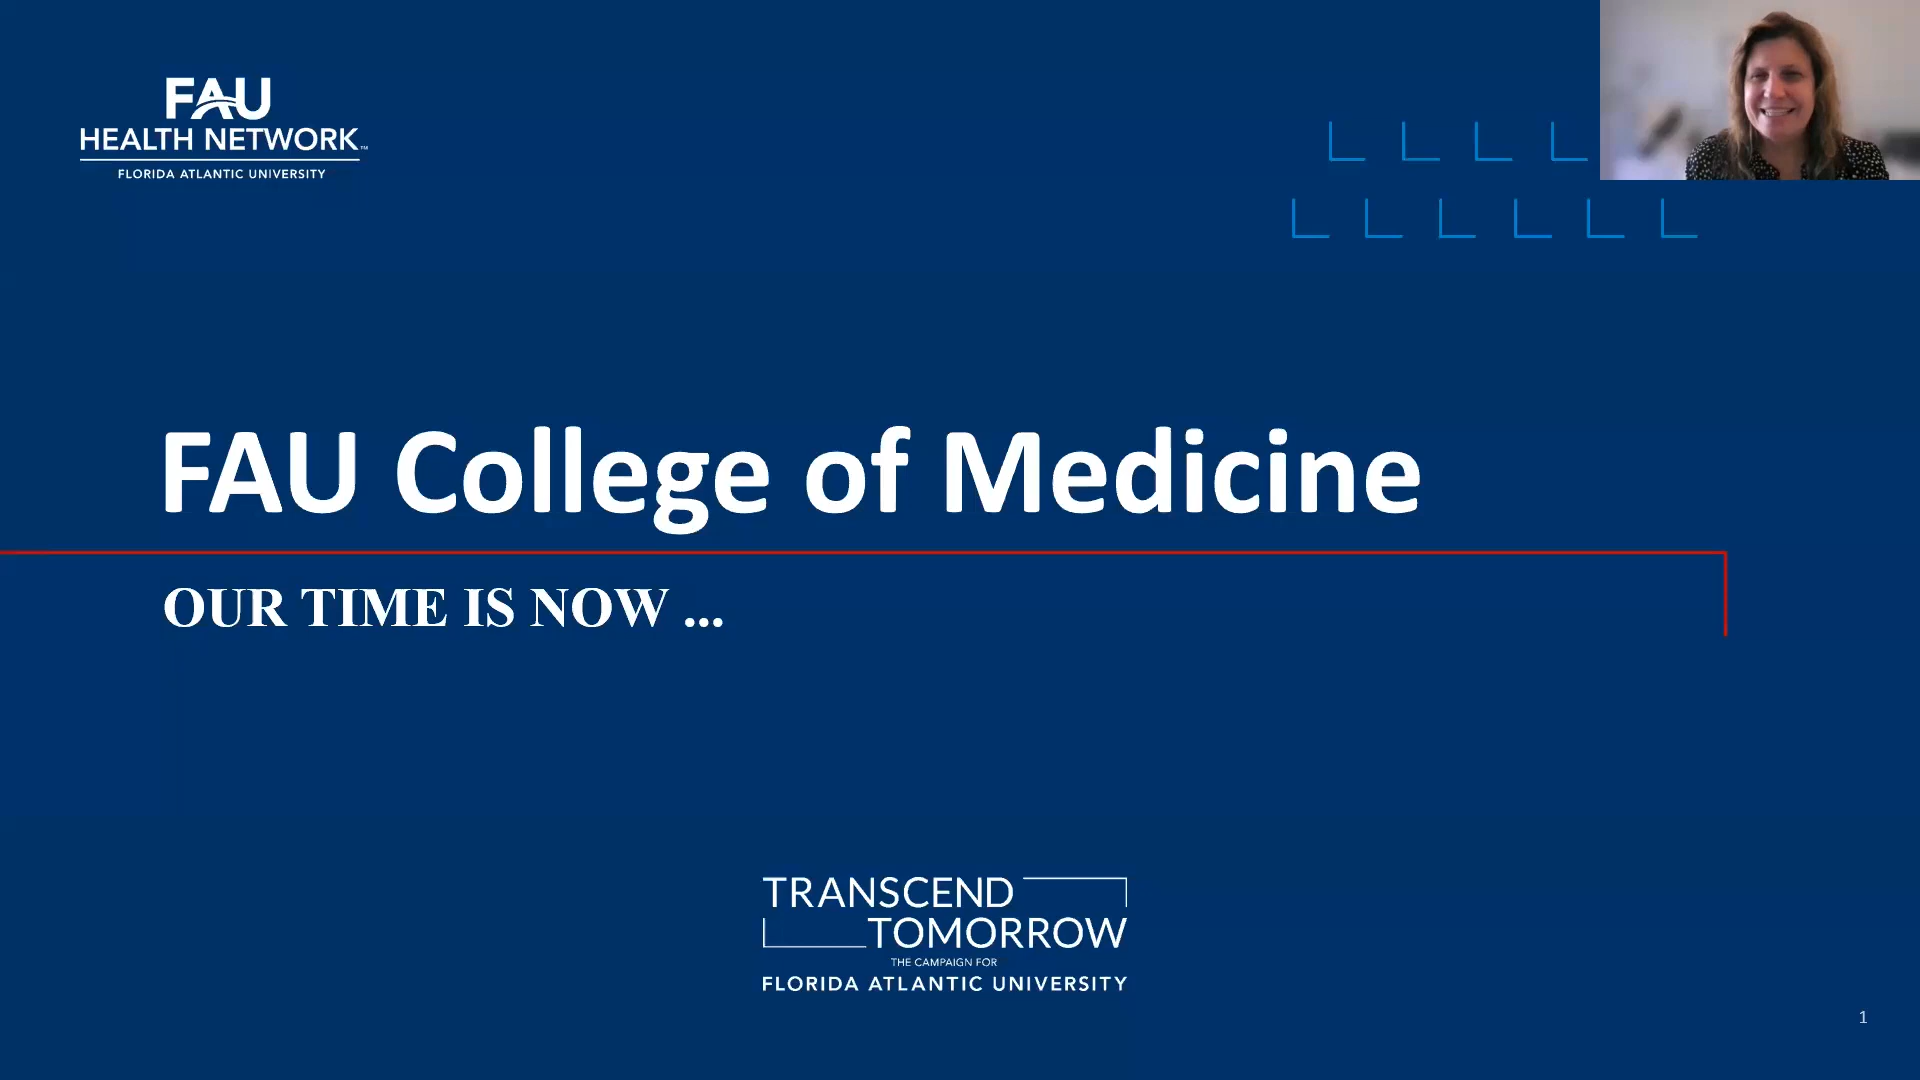 FAU
HEALTH NETWORK™
FLORIDA ATLANTIC UNIVERSITY
FAU College of Medicine
OUR TIME IS NOW ...
TRANSCEND
TOMORROW
THE CAMPAIGN FOR
FLORIDA ATLANTIC UNIVERSITY
1